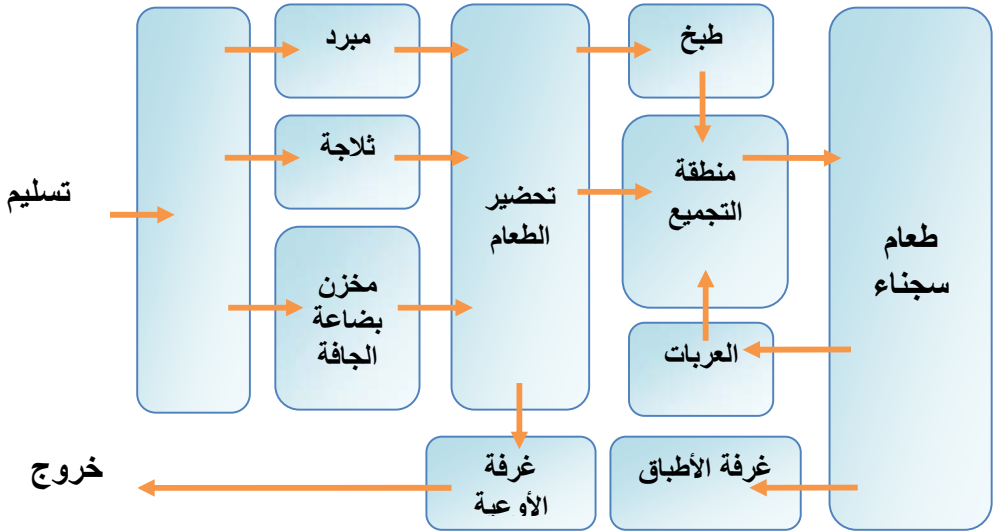 تسليم
مبرد
ثلاجة
مخزن
بضاعة
الجافة
تحضير
الطعام
طبخ
منطقة
التجميع
العربات
طعام
سجناء
غرفة الأطباق
غرفة
الأوعية
خروج